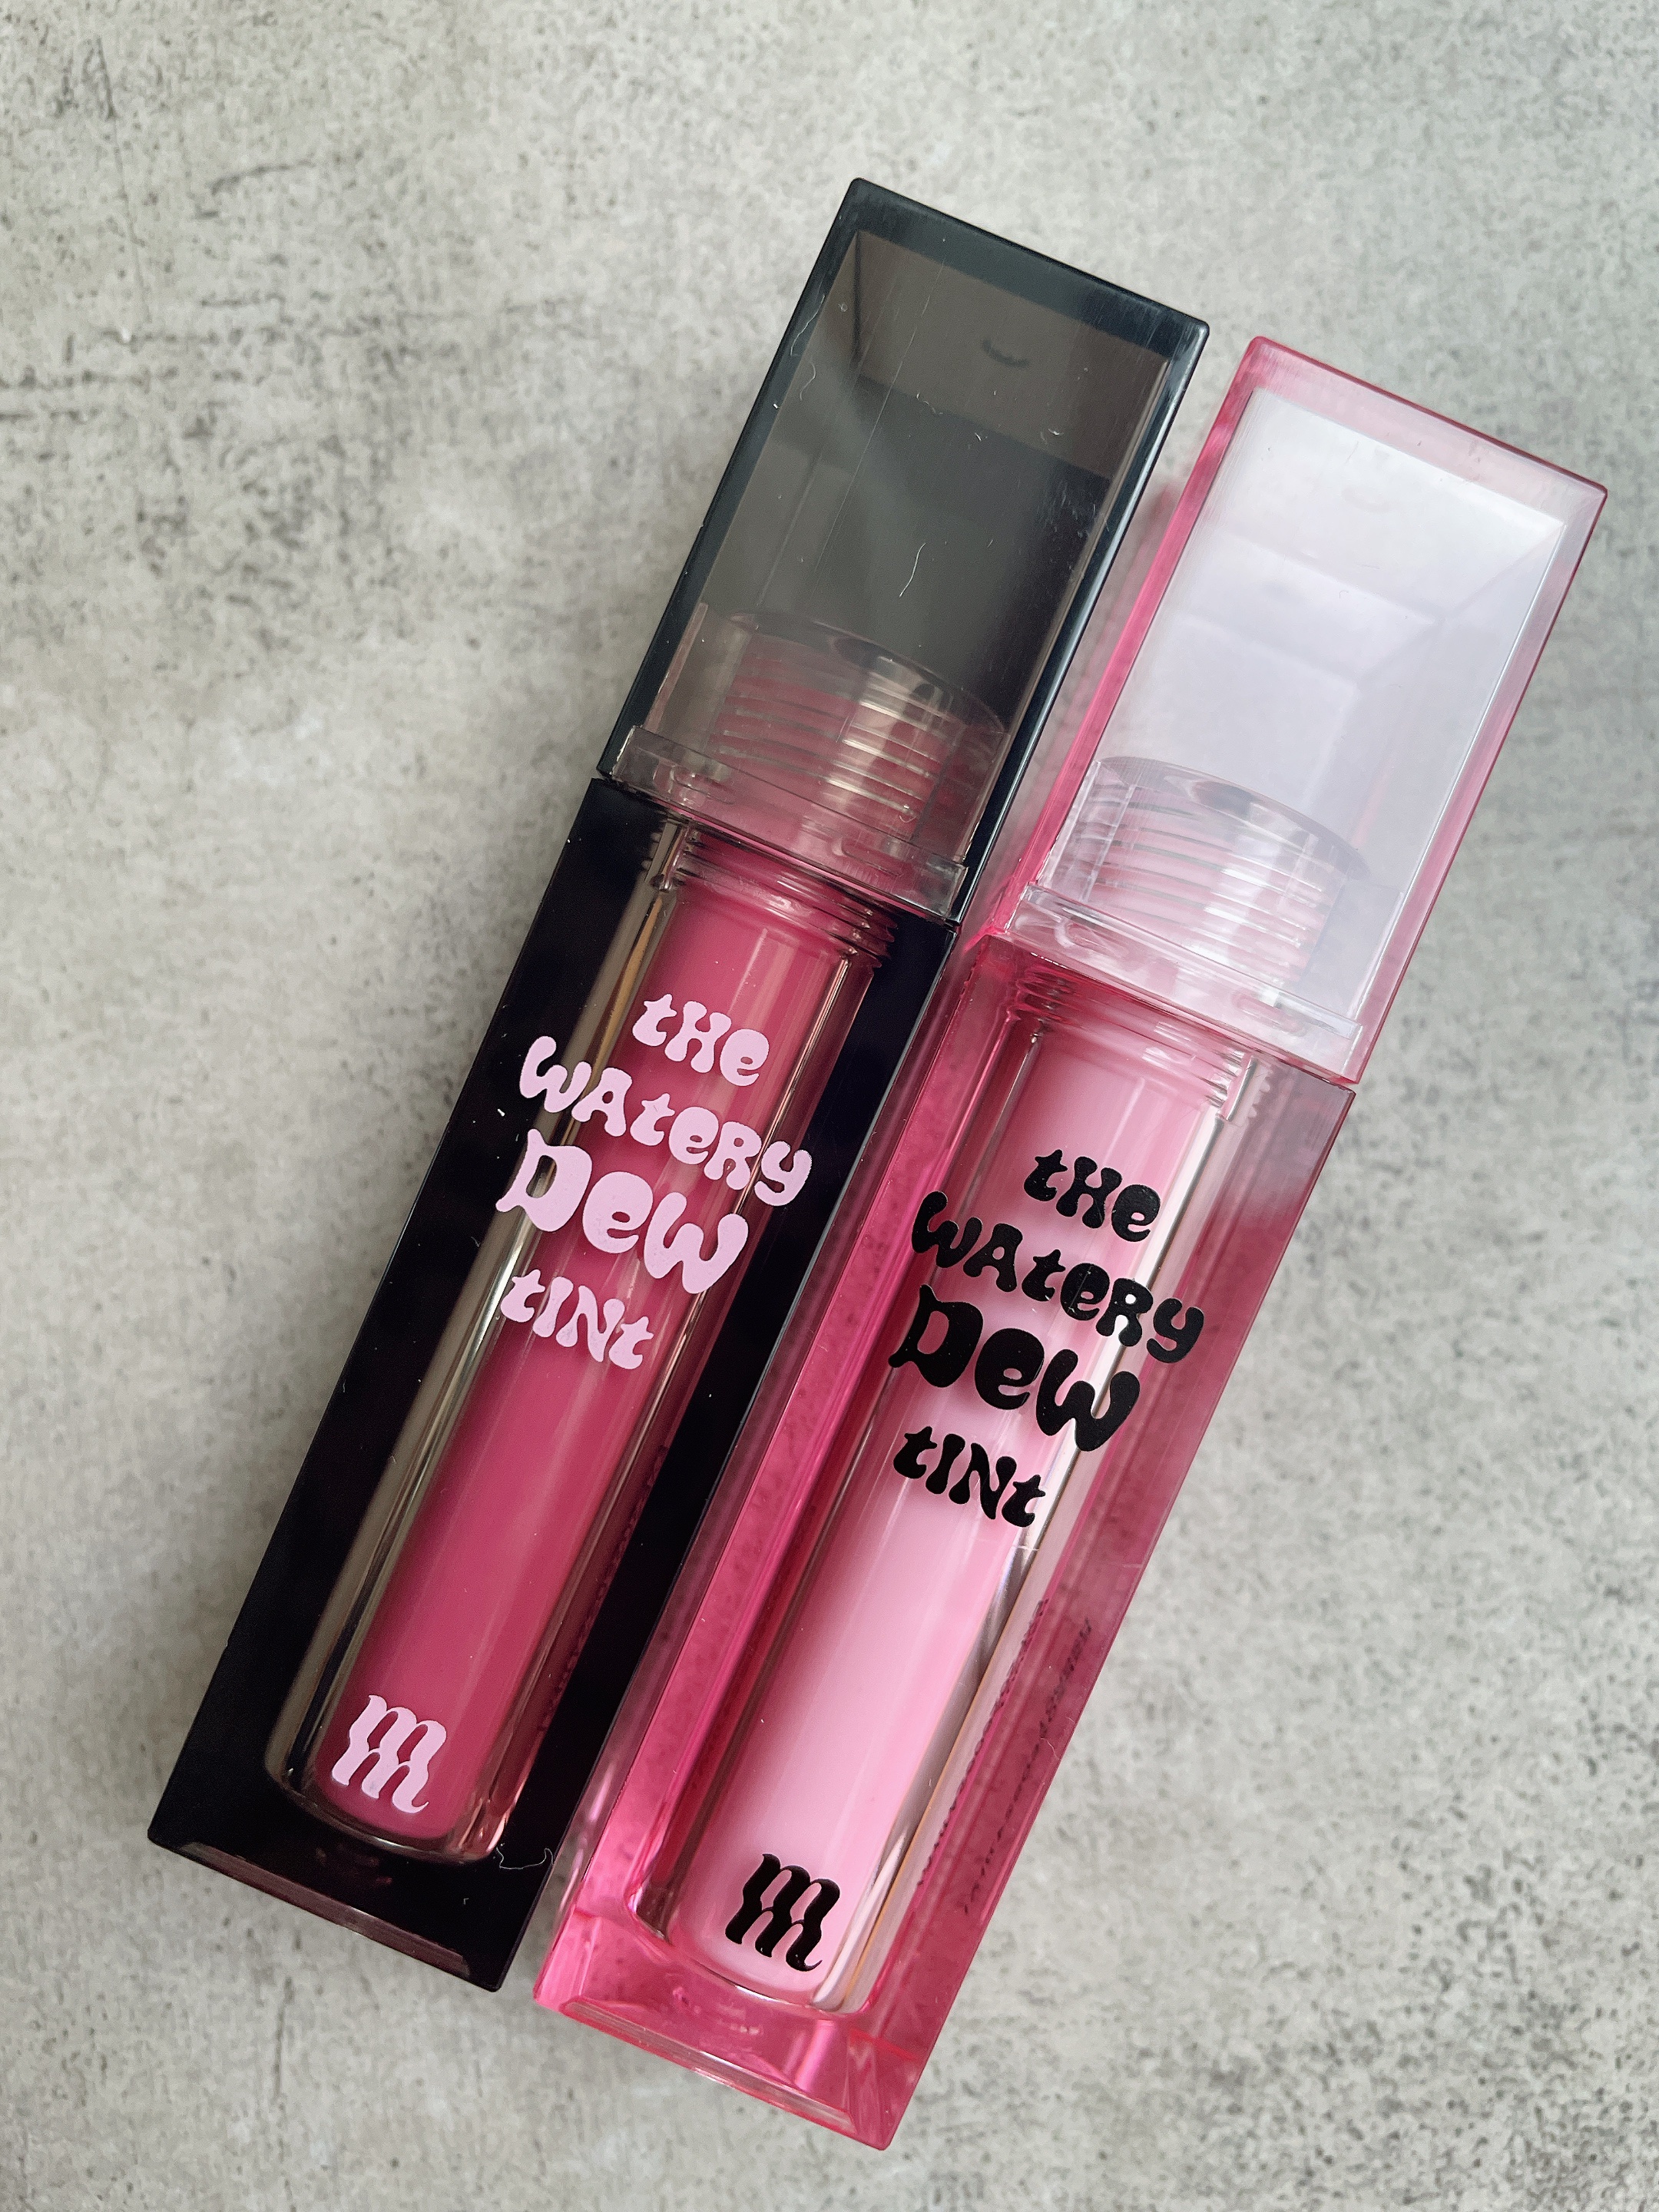 tHe
WAteRy
DeW
tINt
m
tHe
WAteRy
DeW
tINt
m